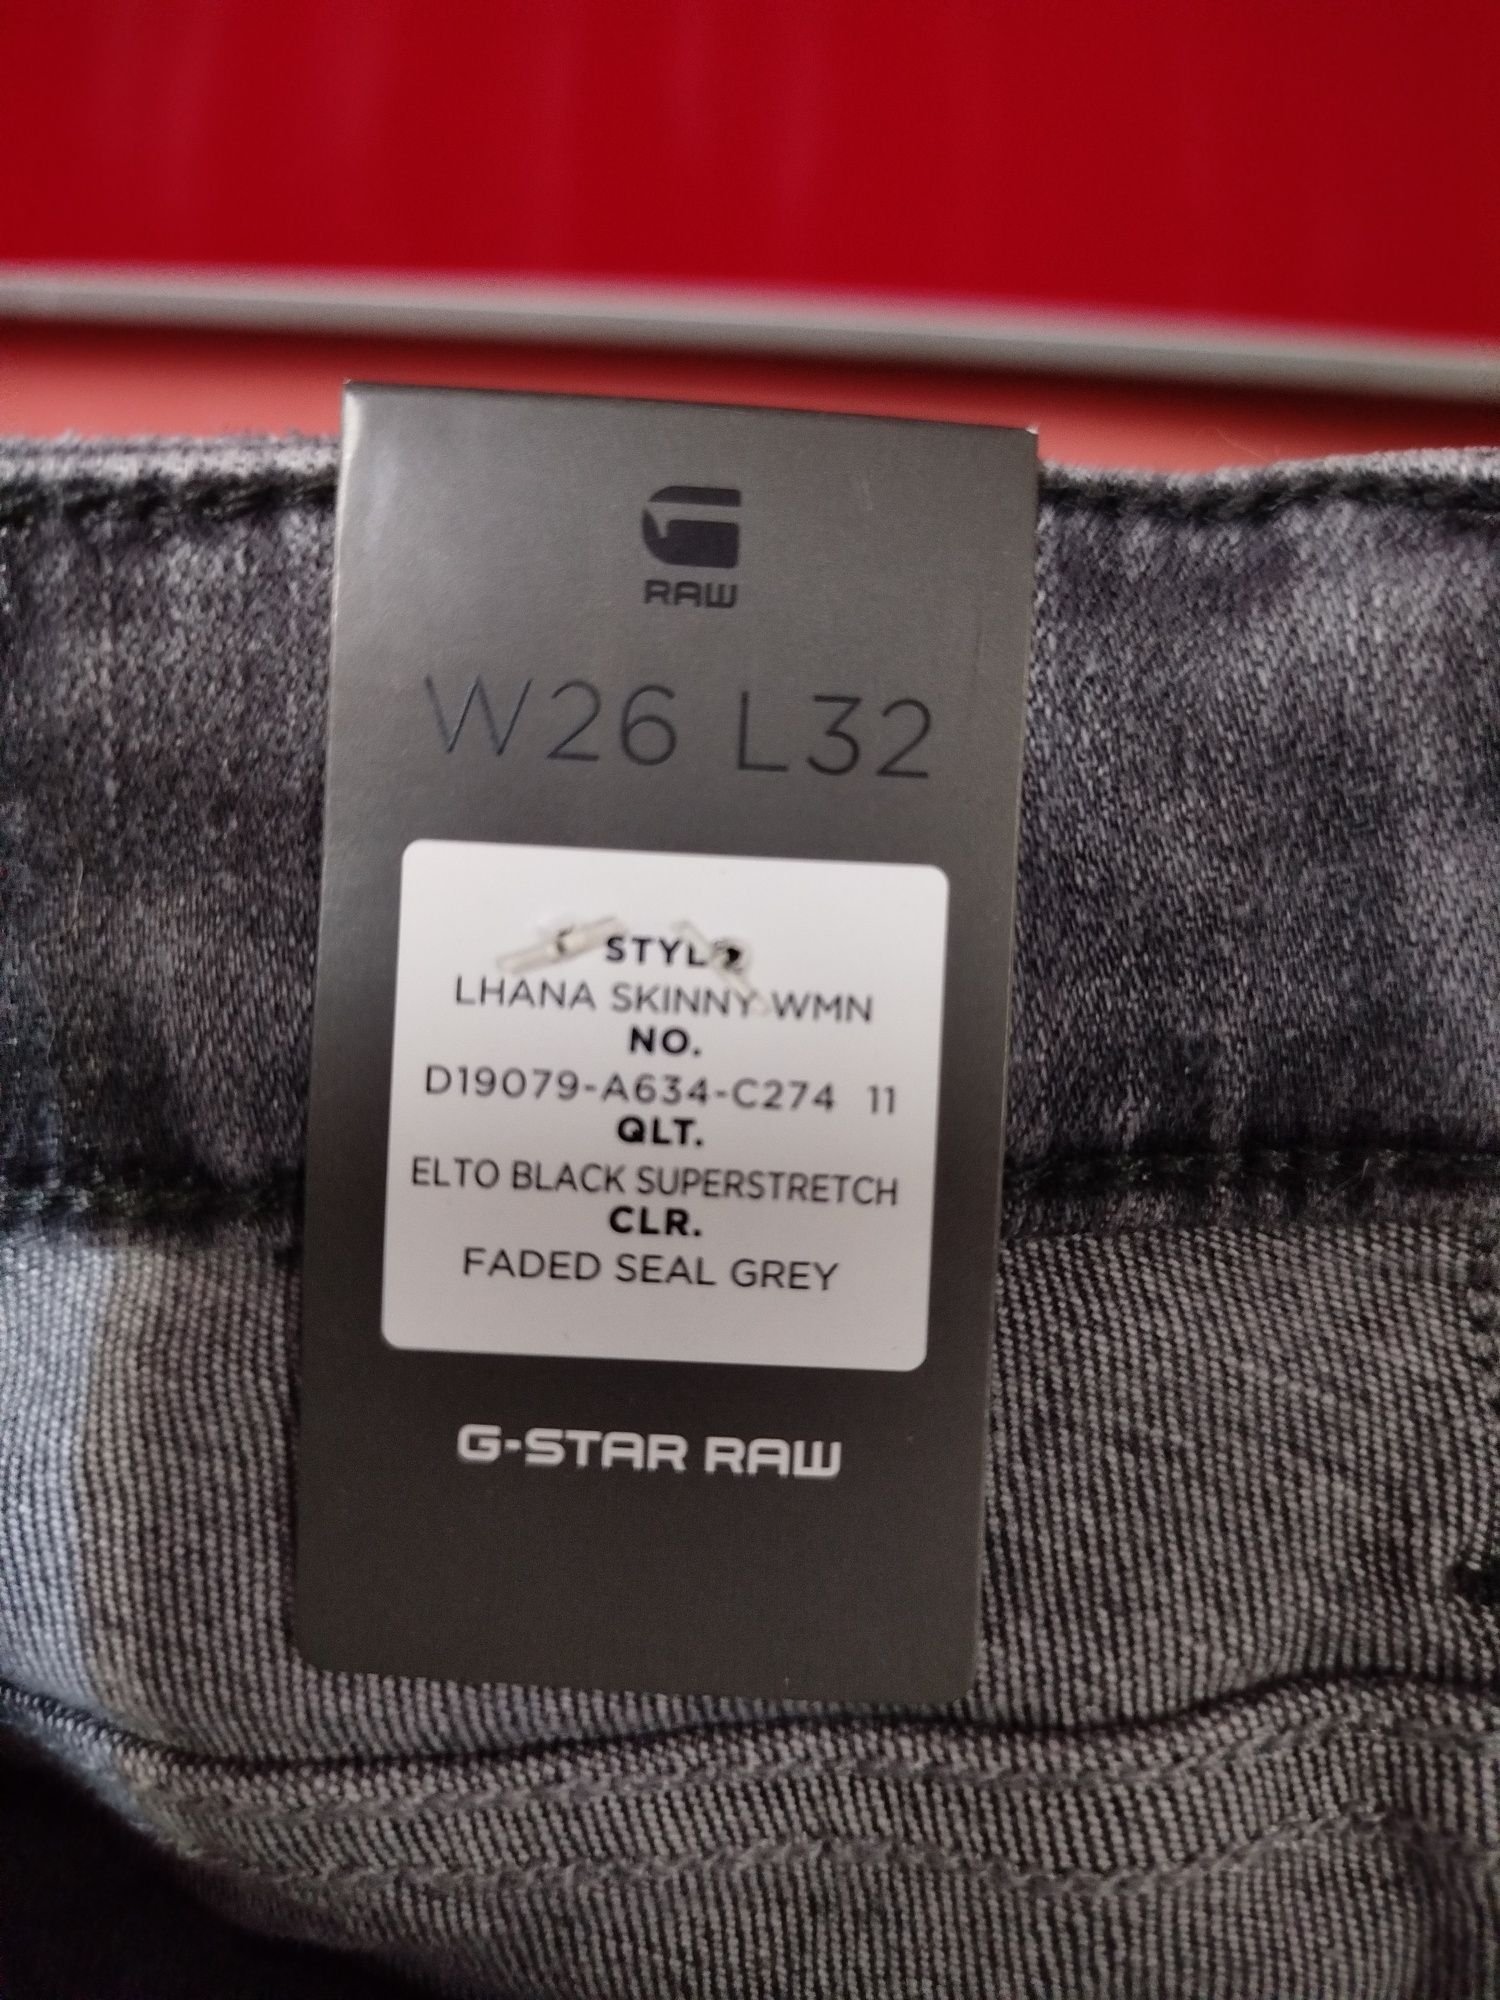 RAW
W26 L32
STYLE
LHANA SKINNY WMN
NO.
D19079-A634-C274 11
QLT.
ELTO BLACK SUPERSTRETCH
CLR.
FADED SEAL GREY
G-STAR RAW